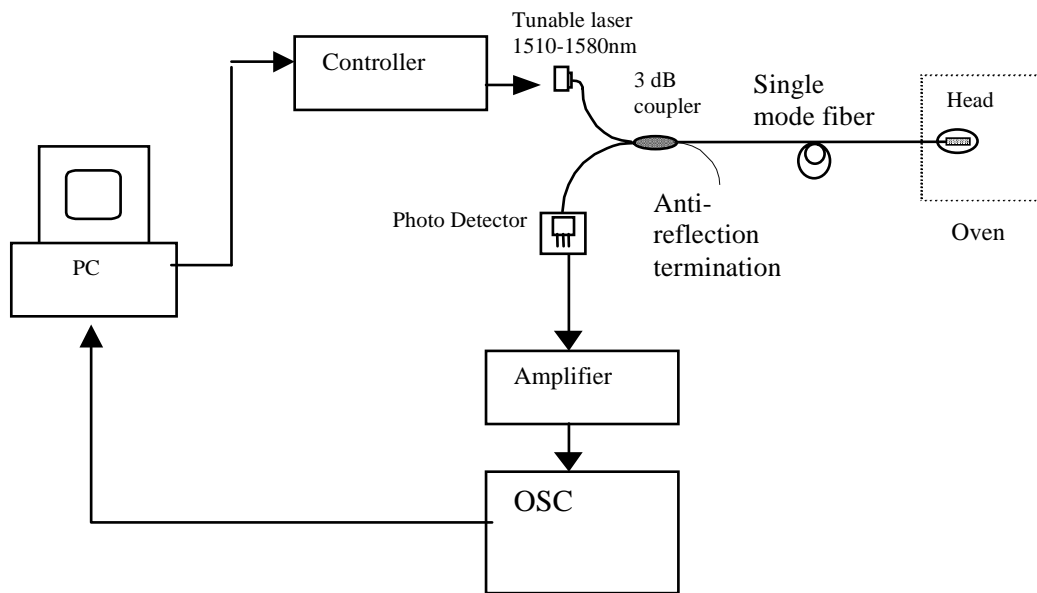 Tunable laser
1510-1580nm
Controller
3 dB
coupler
Single
mode fiber
Head
Photo Detector
Anti-
reflection
termination
Oven
PC
Amplifier
OSC